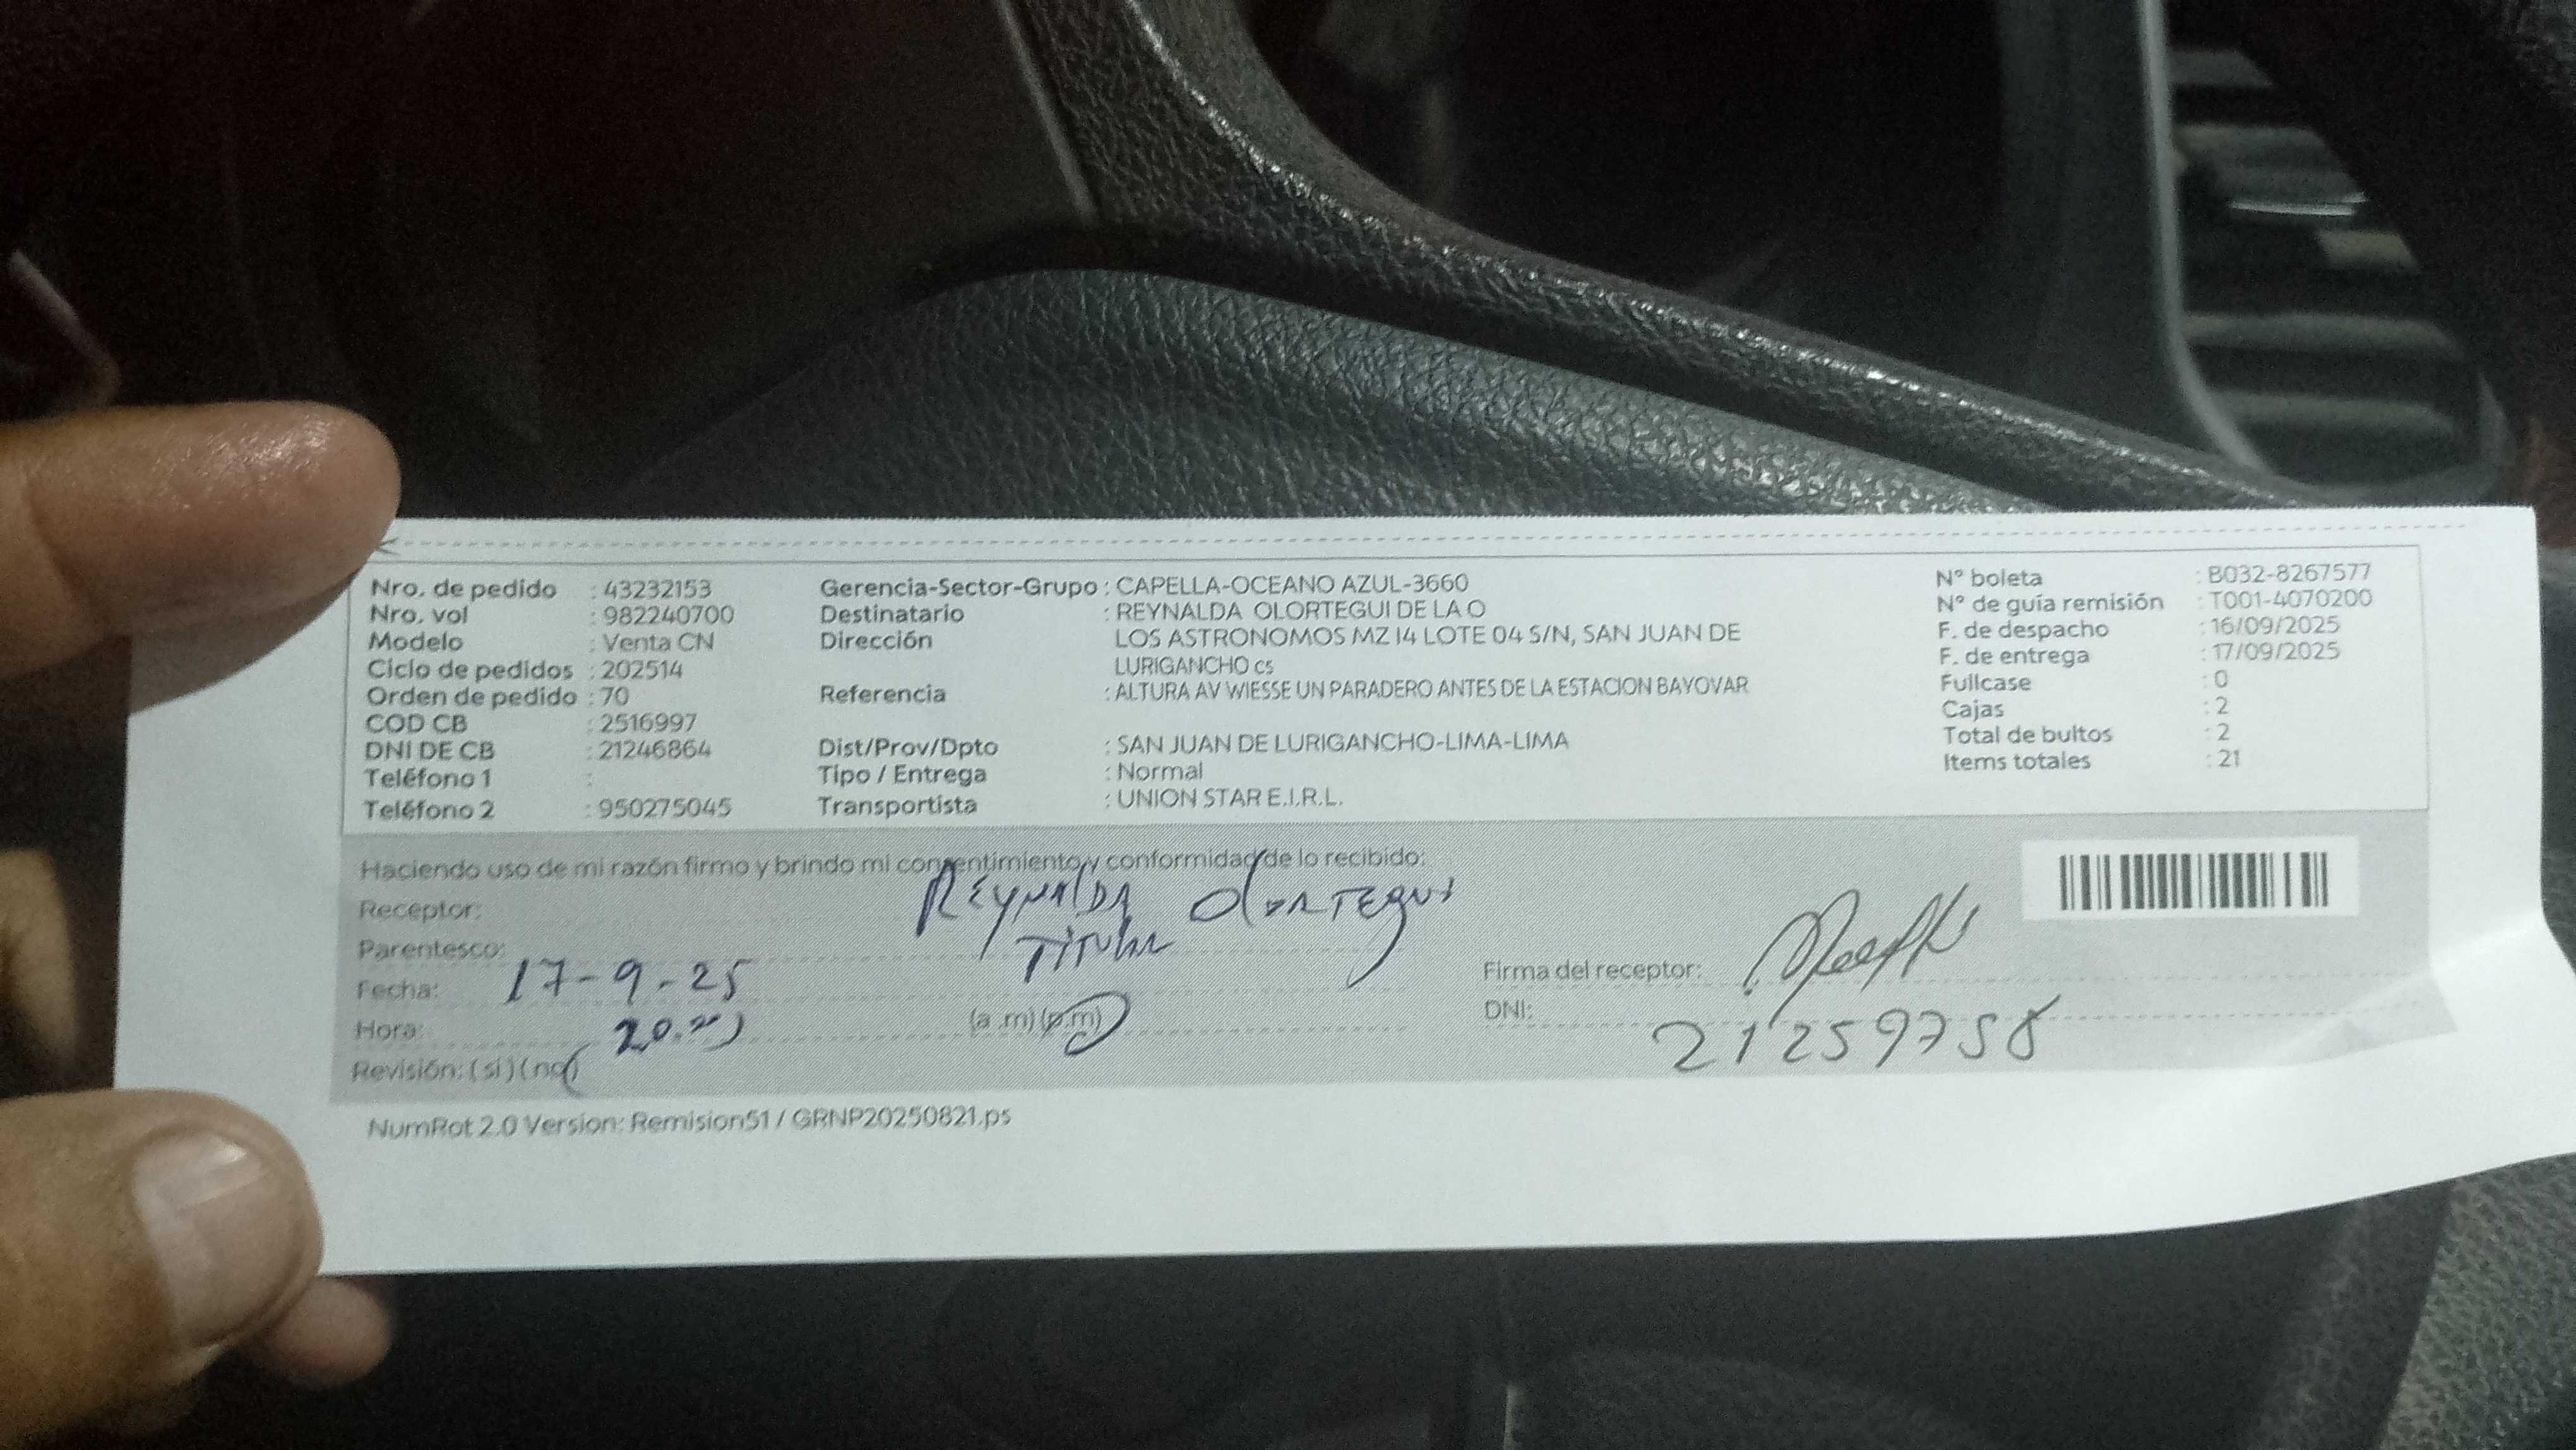 Nro. de pedido : 43232153
Nro. vol : 982240700
Modelo : Venta CN
Ciclo de pedidos : 202514
Orden de pedido : 70
COD CB : 2516997
DNI DE CB : 21246864
Teléfono 1 :
Teléfono 2 : 950275045
Gerencia-Sector-Grupo : CAPELLA-OCEANO AZUL-3660
Destinatario : REYNALDA OLORTEGUI DE LA O
Dirección LOS ASTRONOMOS MZ I4 LOTE 04 S/N, SAN JUAN DE
LURIGANCHO cs
Referencia : ALTURA AV WIESSE UN PARADERO ANTES DE LA ESTACION BAYOVAR
Dist/Prov/Dpto : SAN JUAN DE LURIGANCHO-LIMA-LIMA
Tipo / Entrega : Normal
Transportista : UNION STAR E.I.R.L.
N° boleta : B032-8267577
N° de guía remisión : T001-4070200
F. de despacho : 16/09/2025
F. de entrega : 17/09/2025
Fullcase : 0
Cajas : 2
Total de bultos : 2
Items totales : 21
Haciendo uso de mi razón firmo y brindo mi consentimiento y conformidad de lo recibido:
Receptor: REYNALDA OLORTEGUI
Parentesco: TITULAR
Fecha: 17-9-25
Hora: (a .m) (p.m)
Revisión: ( si ) ( no )
Firma del receptor:
DNI: 21259758
NumRot 2.0 Version: Remision51 / GRNP20250821.ps